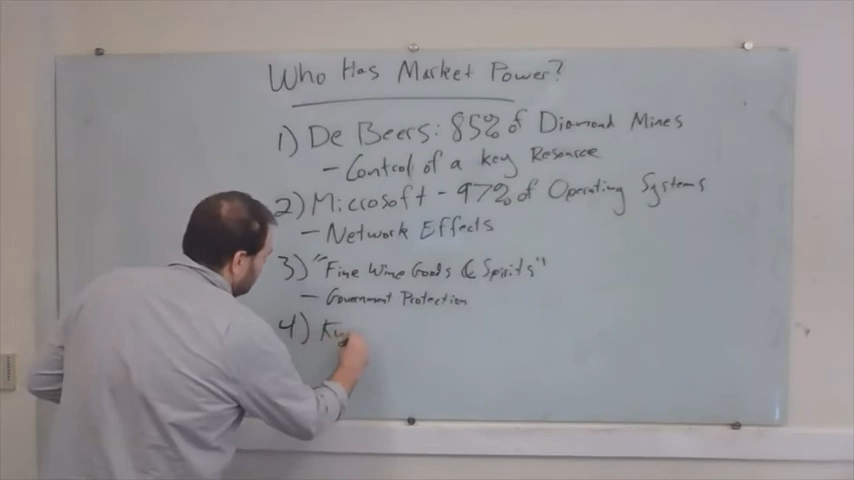 Who Has Market Power?
1) De Beers: 85% of Diamond Mines
- Control of a key Resource
2) Microsoft - 97% of Operating Systems
- Network Effects
3) "Fine Wine Goods & Spirits"
- Government Protection
4)